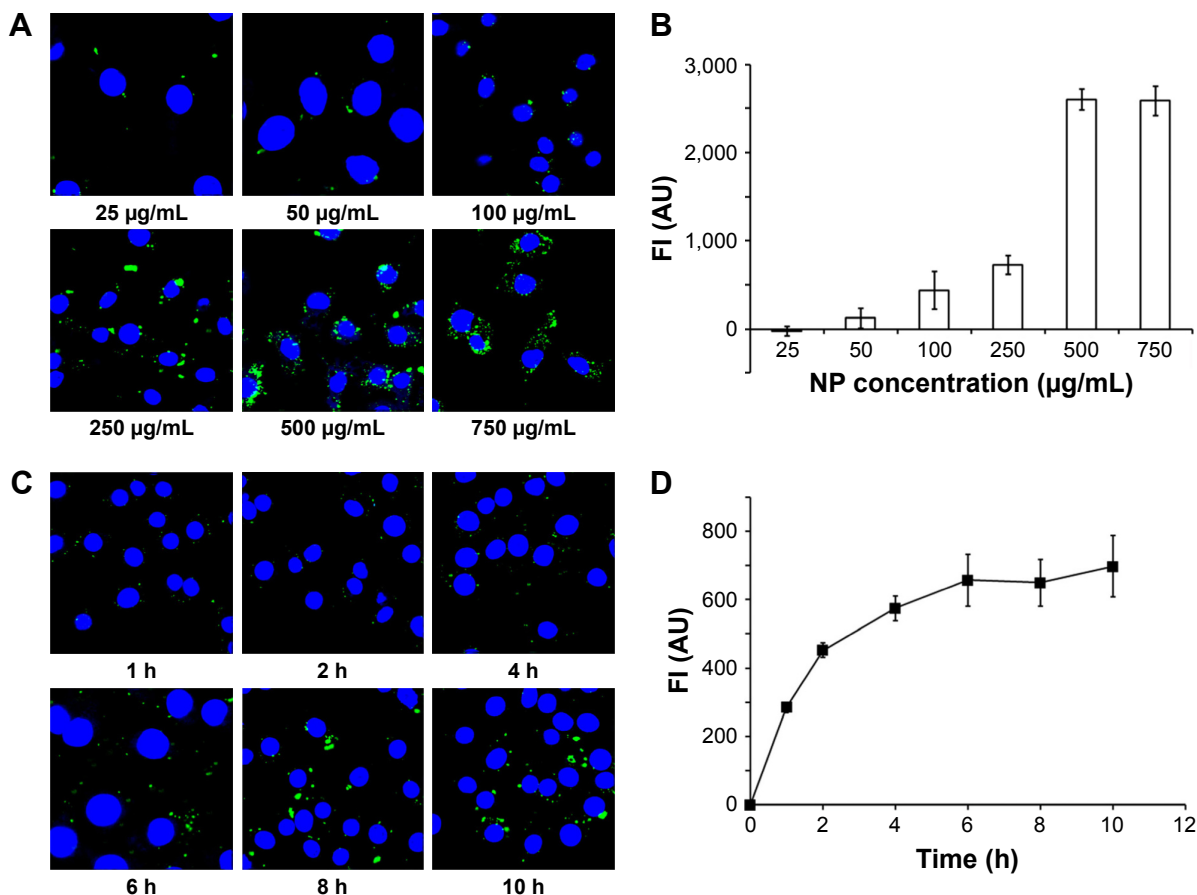 A
25 µg/mL 50 µg/mL 100 µg/mL
250 µg/mL 500 µg/mL 750 µg/mL
B
3,000
2,000
1,000
0
FI (AU)
25 50 100 250 500 750
NP concentration (µg/mL)
C
1 h 2 h 4 h
6 h 8 h 10 h
D
800
600
400
200
0
FI (AU)
0 2 4 6 8 10 12
Time (h)